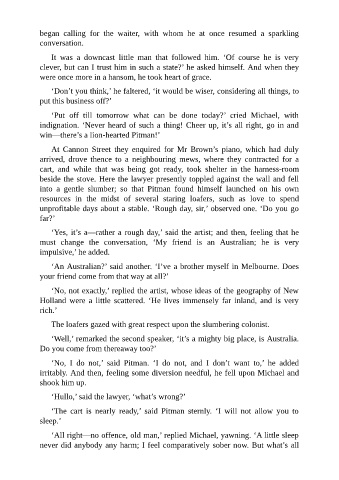 began calling for the waiter, with whom he at once resumed a sparkling
conversation.
It was a downcast little man that followed him. ‘Of course he is very
clever, but can I trust him in such a state?’ he asked himself. And when they
were once more in a hansom, he took heart of grace.
‘Don’t you think,’ he faltered, ‘it would be wiser, considering all things, to
put this business off?’
‘Put off till tomorrow what can be done today?’ cried Michael, with
indignation. ‘Never heard of such a thing! Cheer up, it’s all right, go in and
win—there’s a lion-hearted Pitman!’
At Cannon Street they enquired for Mr Brown’s piano, which had duly
arrived, drove thence to a neighbouring mews, where they contracted for a
cart, and while that was being got ready, took shelter in the harness-room
beside the stove. Here the lawyer presently toppled against the wall and fell
into a gentle slumber; so that Pitman found himself launched on his own
resources in the midst of several staring loafers, such as love to spend
unprofitable days about a stable. ‘Rough day, sir,’ observed one. ‘Do you go
far?’
‘Yes, it’s a—rather a rough day,’ said the artist; and then, feeling that he
must change the conversation, ‘My friend is an Australian; he is very
impulsive,’ he added.
‘An Australian?’ said another. ‘I’ve a brother myself in Melbourne. Does
your friend come from that way at all?’
‘No, not exactly,’ replied the artist, whose ideas of the geography of New
Holland were a little scattered. ‘He lives immensely far inland, and is very
rich.’
The loafers gazed with great respect upon the slumbering colonist.
‘Well,’ remarked the second speaker, ‘it’s a mighty big place, is Australia.
Do you come from thereaway too?’
‘No, I do not,’ said Pitman. ‘I do not, and I don’t want to,’ he added
irritably. And then, feeling some diversion needful, he fell upon Michael and
shook him up.
‘Hullo,’ said the lawyer, ‘what’s wrong?’
‘The cart is nearly ready,’ said Pitman sternly. ‘I will not allow you to
sleep.’
‘All right—no offence, old man,’ replied Michael, yawning. ‘A little sleep
never did anybody any harm; I feel comparatively sober now. But what’s all